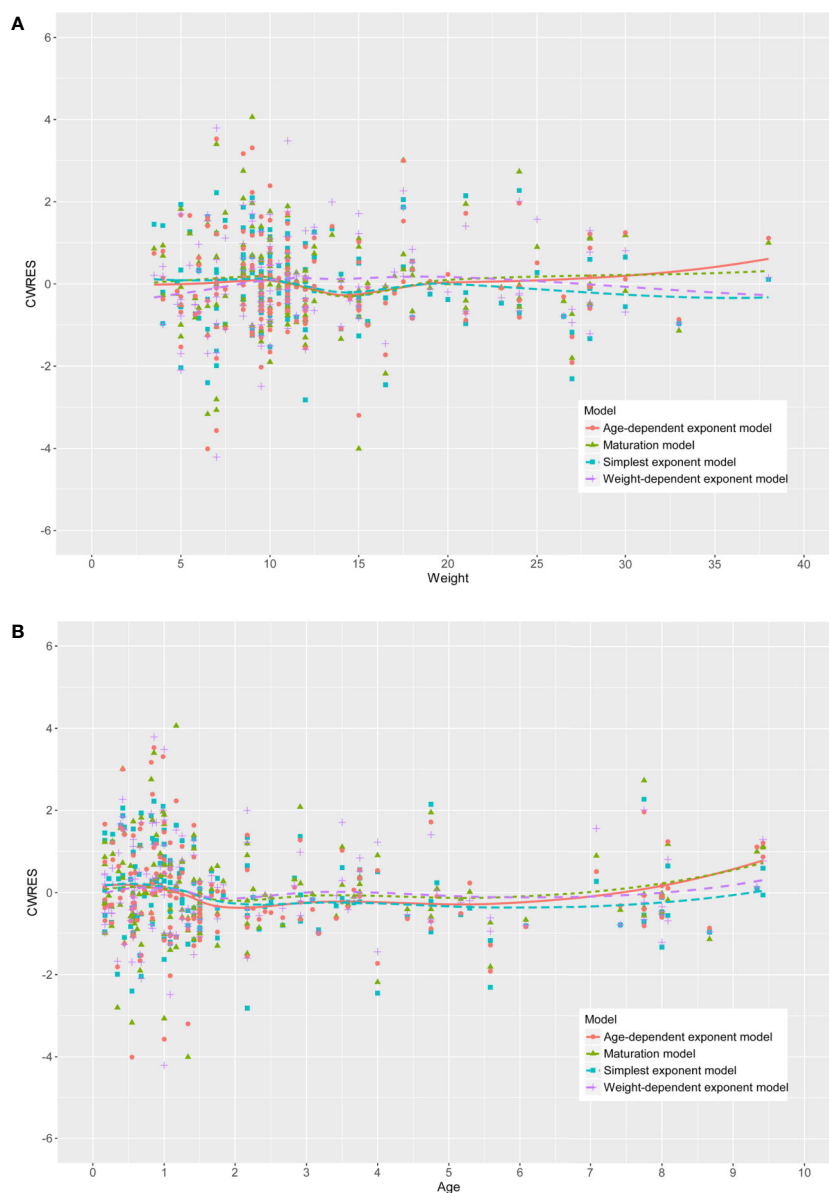 A
6
4
2
0
-2
-4
-6
CWRES
Model
Age-dependent exponent model
Maturation model
Simplest exponent model
Weight-dependent exponent model
0 5 10 15 20 25 30 35 40
Weight
B
6
4
2
0
-2
-4
-6
CWRES
Model
Age-dependent exponent model
Maturation model
Simplest exponent model
Weight-dependent exponent model
0 1 2 3 4 5 6 7 8 9 10
Age